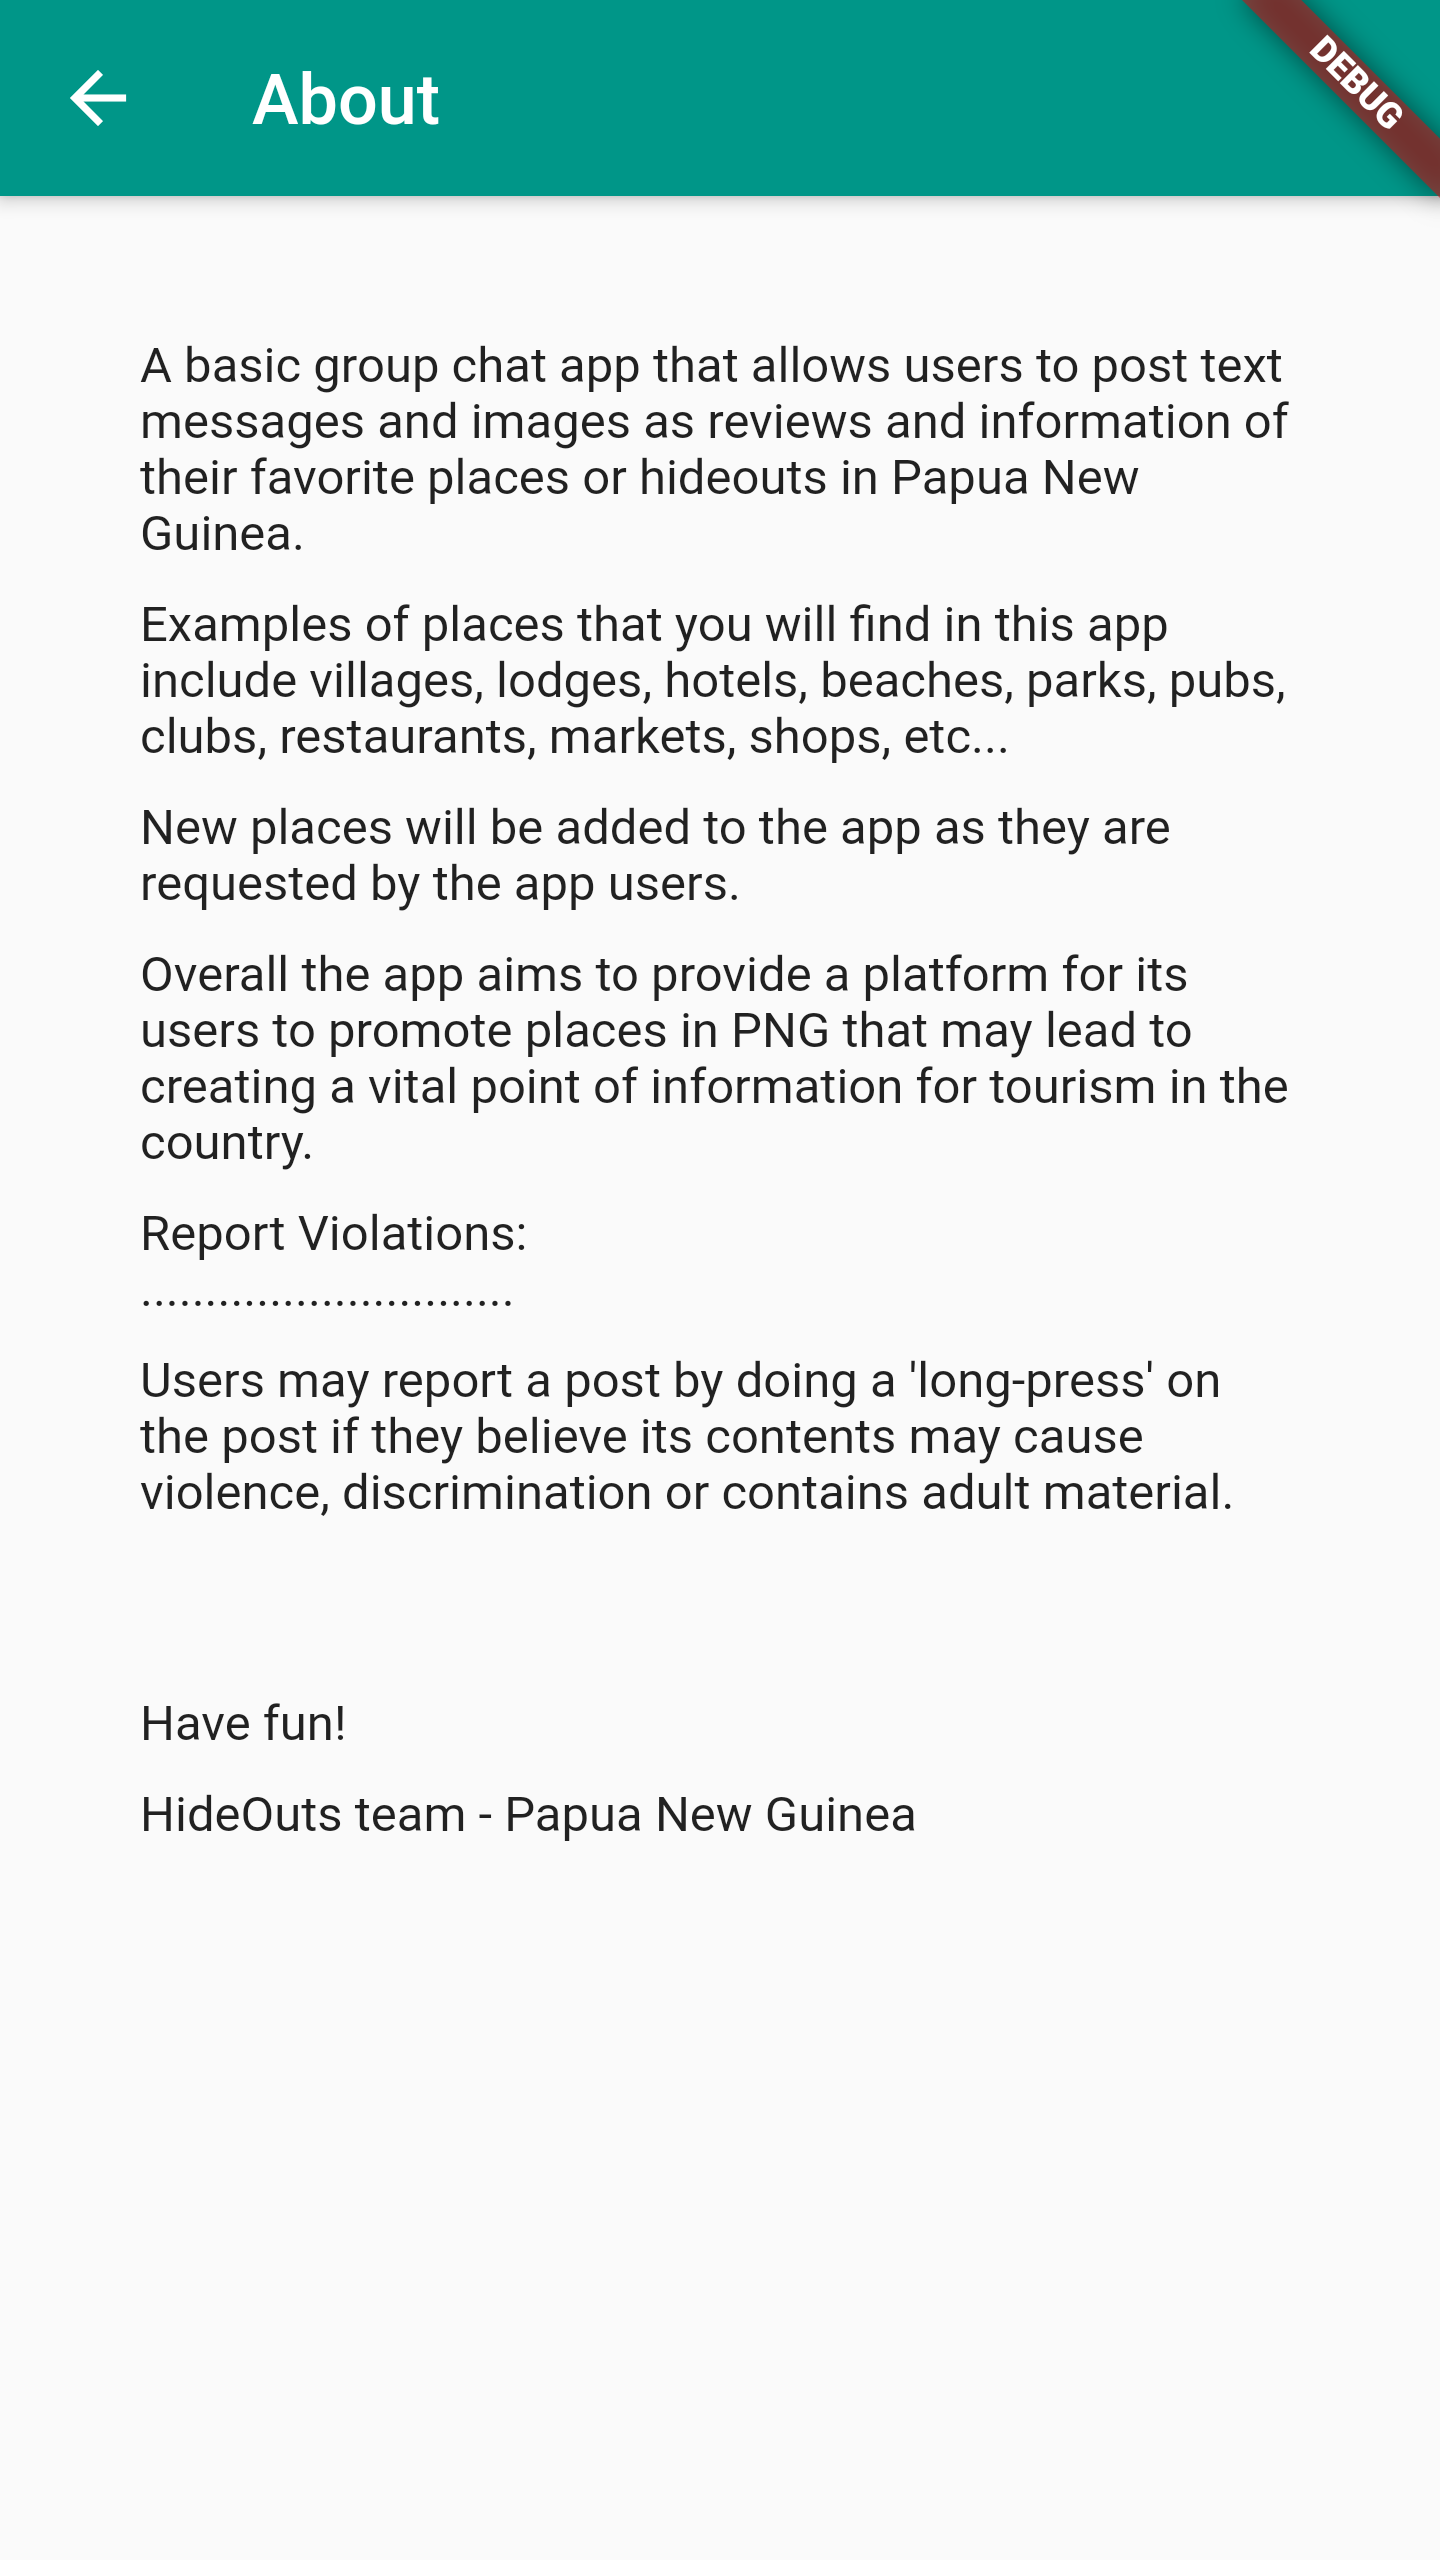 About
DEBUG
A basic group chat app that allows users to post text
messages and images as reviews and information of
their favorite places or hideouts in Papua New
Guinea.
Examples of places that you will find in this app
include villages, lodges, hotels, beaches, parks, pubs,
clubs, restaurants, markets, shops, etc...
New places will be added to the app as they are
requested by the app users.
Overall the app aims to provide a platform for its
users to promote places in PNG that may lead to
creating a vital point of information for tourism in the
country.
Report Violations:
.............................
Users may report a post by doing a 'long-press' on
the post if they believe its contents may cause
violence, discrimination or contains adult material.
Have fun!
HideOuts team - Papua New Guinea